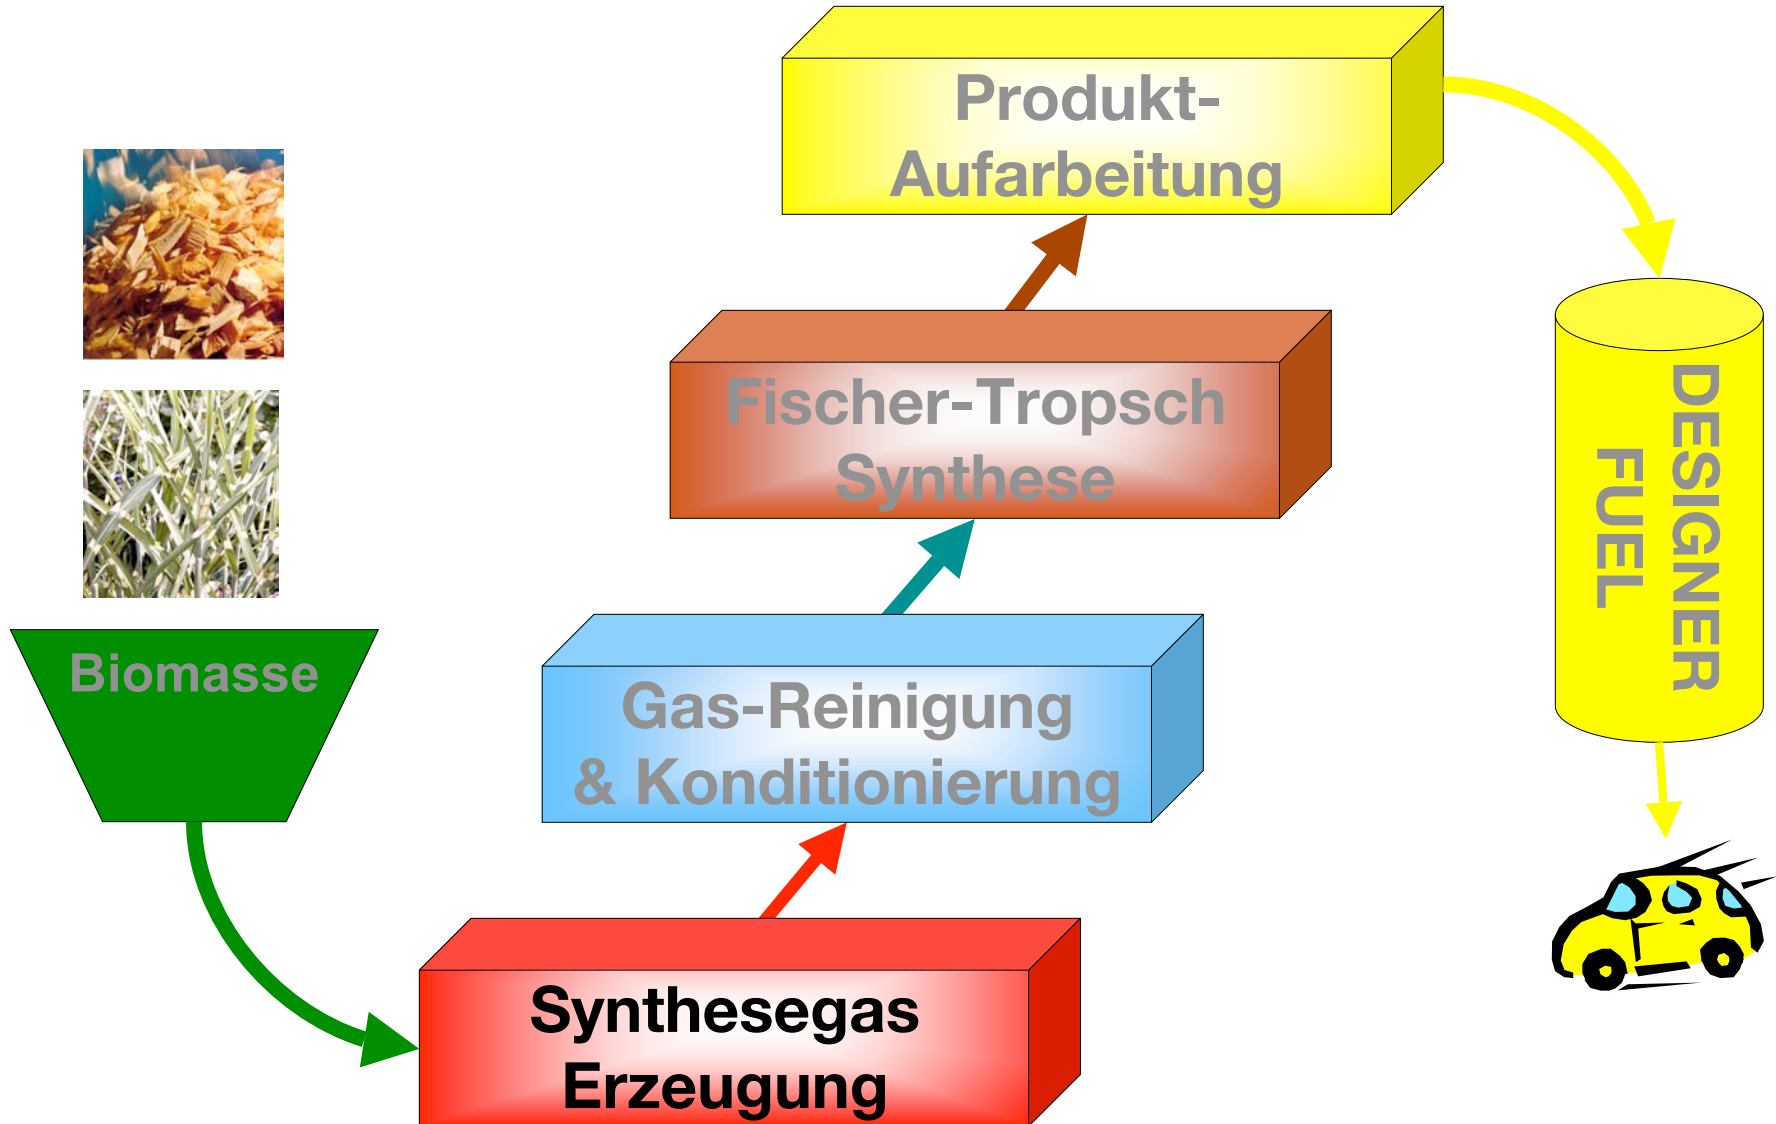 Produkt-
Aufarbeitung
Fischer-Tropsch
Synthese
DESIGNER
FUEL
Biomasse
Gas-Reinigung
& Konditionierung
Synthesegas
Erzeugung